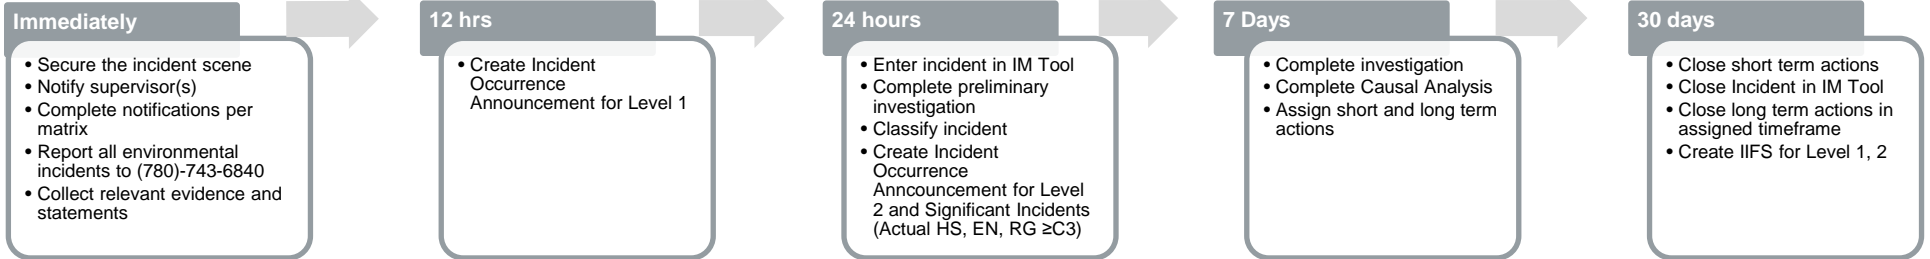 Immediately
• Secure the incident scene
• Notify supervisor(s)
• Complete notifications per
matrix
• Report all environmental
incidents to (780)-743-6840
• Collect relevant evidence and
statements
12 hrs
• Create Incident
Occurrence
Announcement for Level 1
24 hours
• Enter incident in IM Tool
• Complete preliminary
investigation
• Classify incident
• Create Incident
Occurrence
Anncouncement for Level
2 and Significant Incidents
(Actual HS, EN, RG ≥C3)
7 Days
• Complete investigation
• Complete Causal Analysis
• Assign short and long term
actions
30 days
• Close short term actions
• Close Incident in IM Tool
• Close long term actions in
assigned timeframe
• Create IIFS for Level 1, 2